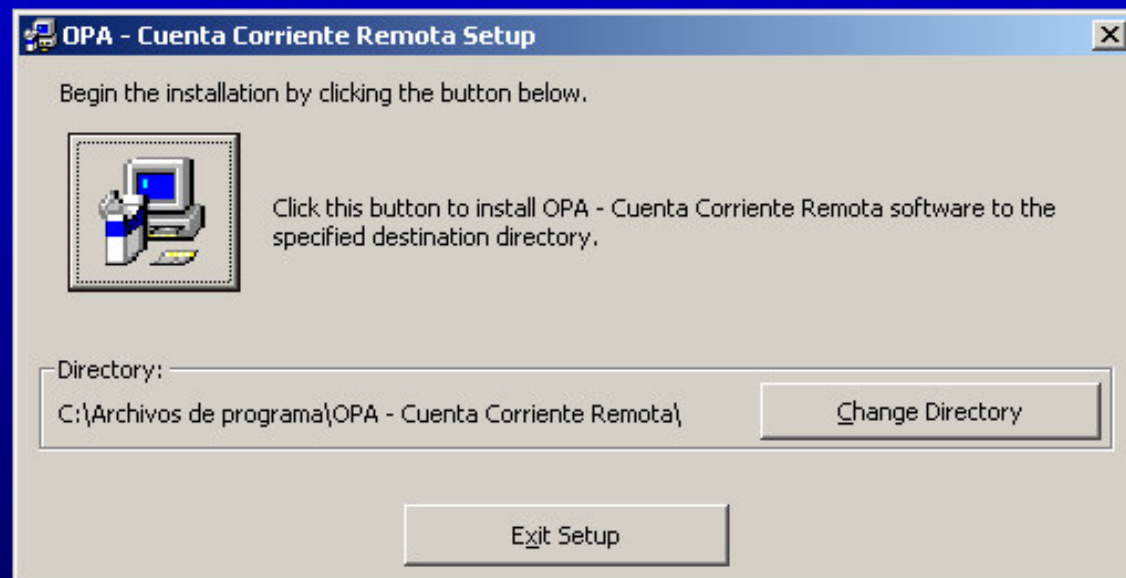 OPA - Cuenta Corriente Remota Setup
Begin the installation by clicking the button below.
Click this button to install OPA - Cuenta Corriente Remota software to the
specified destination directory.
Directory:
C:\Archivos de programa\OPA - Cuenta Corriente Remota\
Change Directory
Exit Setup